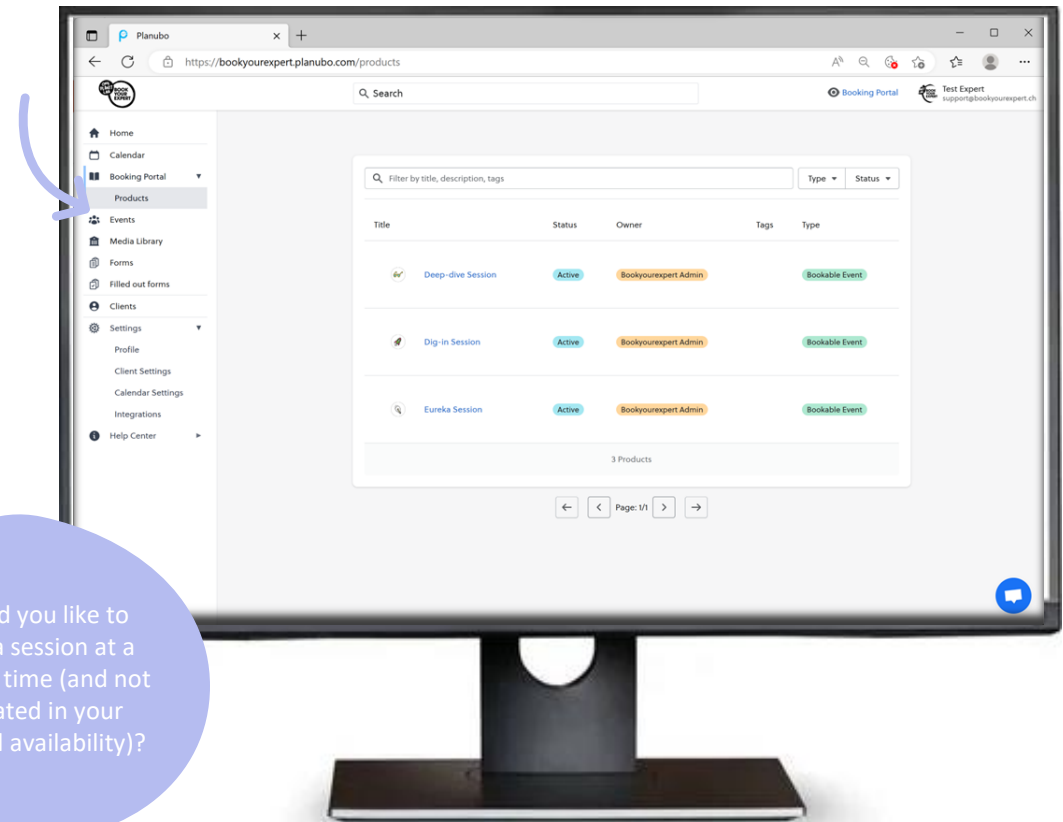 Planubo
https://bookyourexpert.planubo.com/products
BOOK
YOUR
EXPERT
Search
Booking Portal
Test Expert
support@bookyourexpert.ch
Home
Calendar
Booking Portal
Products
Events
Media Library
Forms
Filled out forms
Clients
Settings
Profile
Client Settings
Calendar Settings
Integrations
Help Center
Filter by title, description, tags
Type
Status
Title Status Owner Tags Type
Deep-dive Session Active Bookyourexpert Admin Bookable Event
Dig-in Session Active Bookyourexpert Admin Bookable Event
Eureka Session Active Bookyourexpert Admin Bookable Event
3 Products
Page: 1/1
d you like to
a session at a
time (and not
ated in your
l availability)?